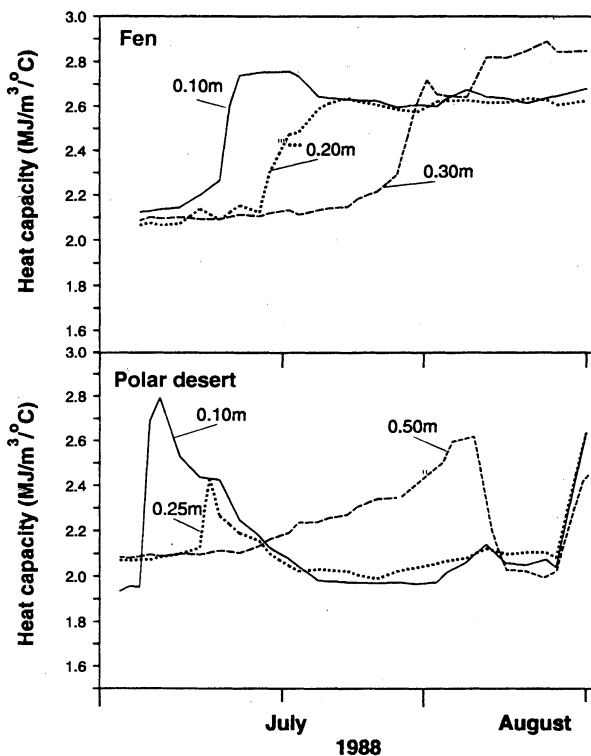 Heat capacity (MJ/m³/°C)
3.0
2.8
2.6
2.4
2.2
2.0
1.8
1.6
Fen
0.10m
0.20m
0.30m
Heat capacity (MJ/m³/°C)
3.0
2.8
2.6
2.4
2.2
2.0
1.8
1.6
Polar desert
0.10m
0.50m
0.25m
July
August
1988